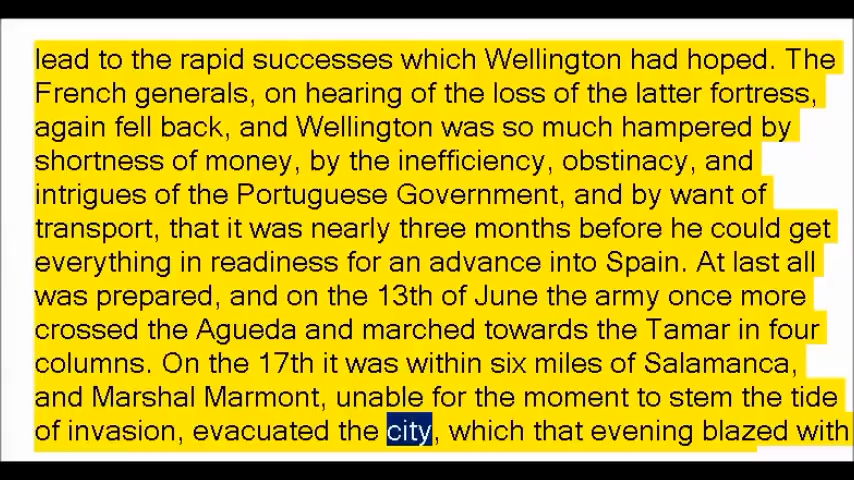 lead to the rapid successes which Wellington had hoped. The
French generals, on hearing of the loss of the latter fortress,
again fell back, and Wellington was so much hampered by
shortness of money, by the inefficiency, obstinacy, and
intrigues of the Portuguese Government, and by want of
transport, that it was nearly three months before he could get
everything in readiness for an advance into Spain. At last all
was prepared, and on the 13th of June the army once more
crossed the Agueda and marched towards the Tamar in four
columns. On the 17th it was within six miles of Salamanca,
and Marshal Marmont, unable for the moment to stem the tide
of invasion, evacuated the city, which that evening blazed with